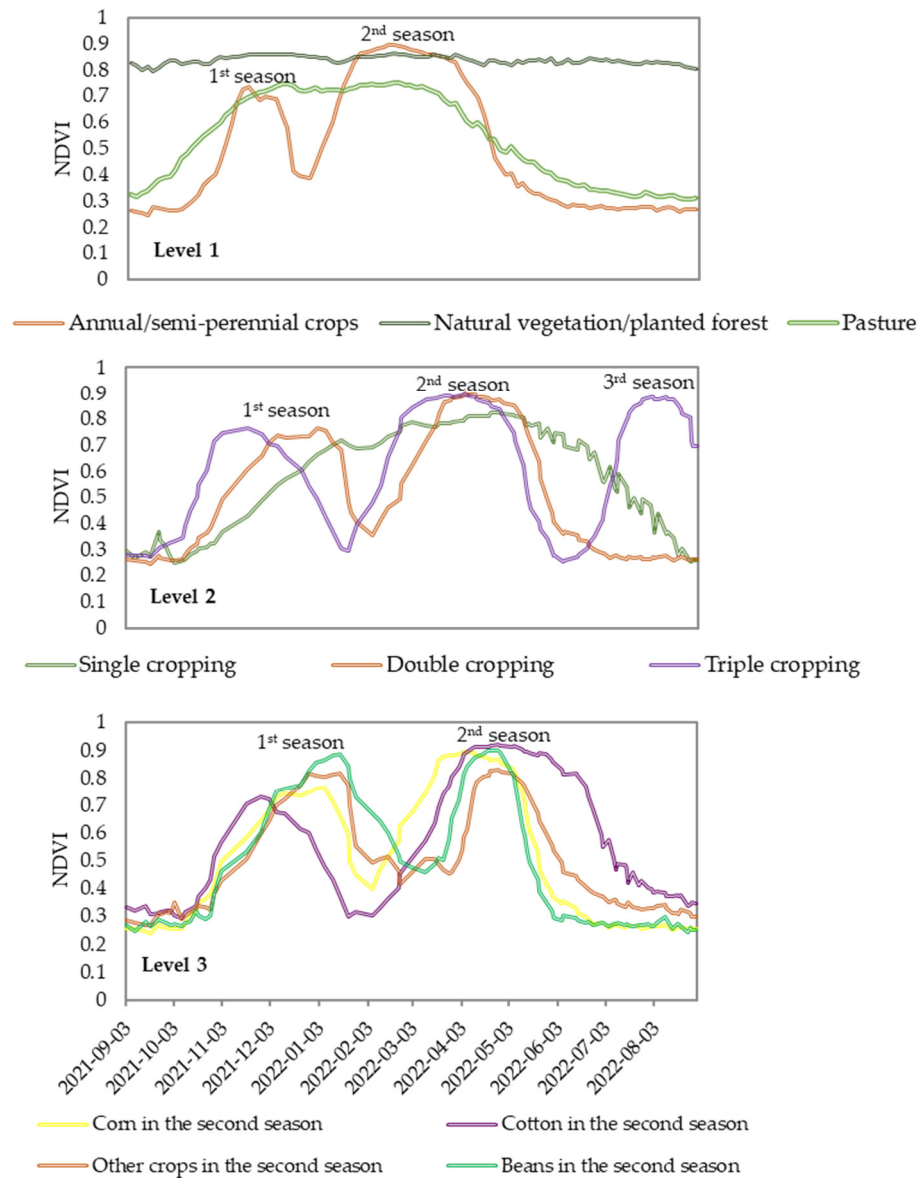 1
0.9
0.8
0.7
0.6
0.5
0.4
0.3
0.2
0.1
0
NDVI
1st season
2nd season
Level 1
Annual/semi-perennial crops Natural vegetation/planted forest Pasture
1
0.9
0.8
0.7
0.6
0.5
0.4
0.3
0.2
0.1
0
NDVI
1st season
2nd season
3rd season
Level 2
Single cropping Double cropping Triple cropping
1
0.9
0.8
0.7
0.6
0.5
0.4
0.3
0.2
0.1
0
NDVI
1st season
2nd season
Level 3
2021-09-03
2021-10-03
2021-11-03
2021-12-03
2022-01-03
2022-02-03
2022-03-03
2022-04-03
2022-05-03
2022-06-03
2022-07-03
2022-08-03
Corn in the second season Cotton in the second season
Other crops in the second season Beans in the second season